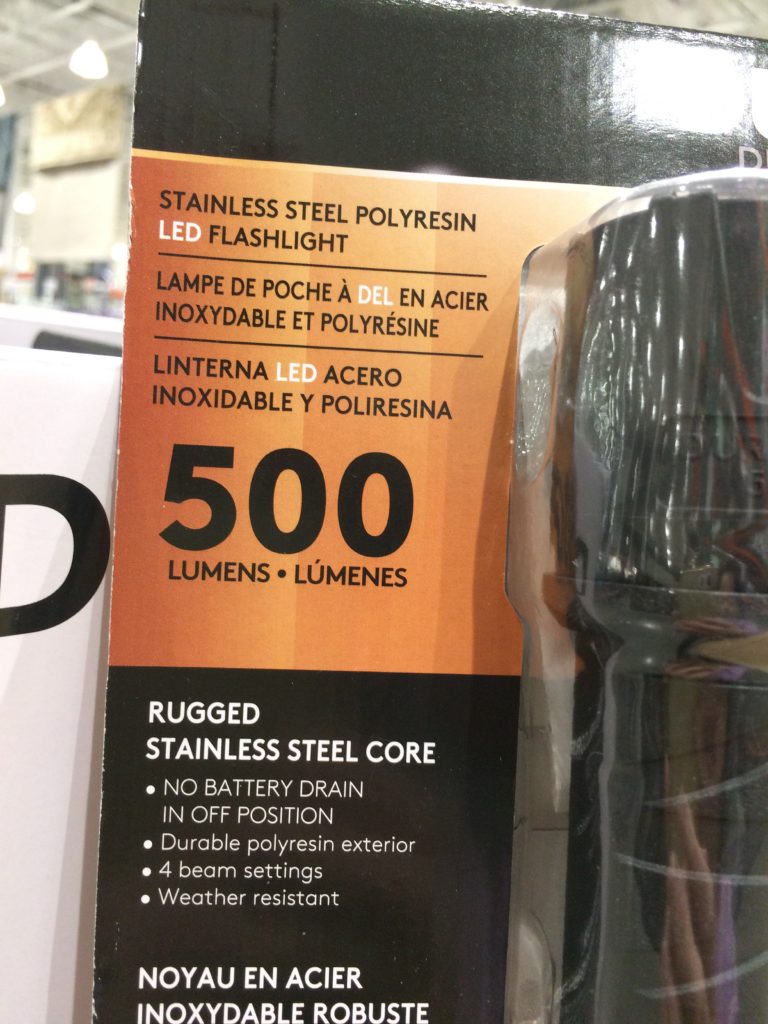 STAINLESS STEEL POLYRESIN
LED FLASHLIGHT
LAMPE DE POCHE À DEL EN ACIER
INOXYDABLE ET POLYRÉSINE
LINTERNA LED ACERO
INOXIDABLE Y POLIRESINA
500
LUMENS • LÚMENES
RUGGED
STAINLESS STEEL CORE
• NO BATTERY DRAIN
IN OFF POSITION
• Durable polyresin exterior
• 4 beam settings
• Weather resistant
NOYAU EN ACIER
INOXYDABLE ROBUSTE
D